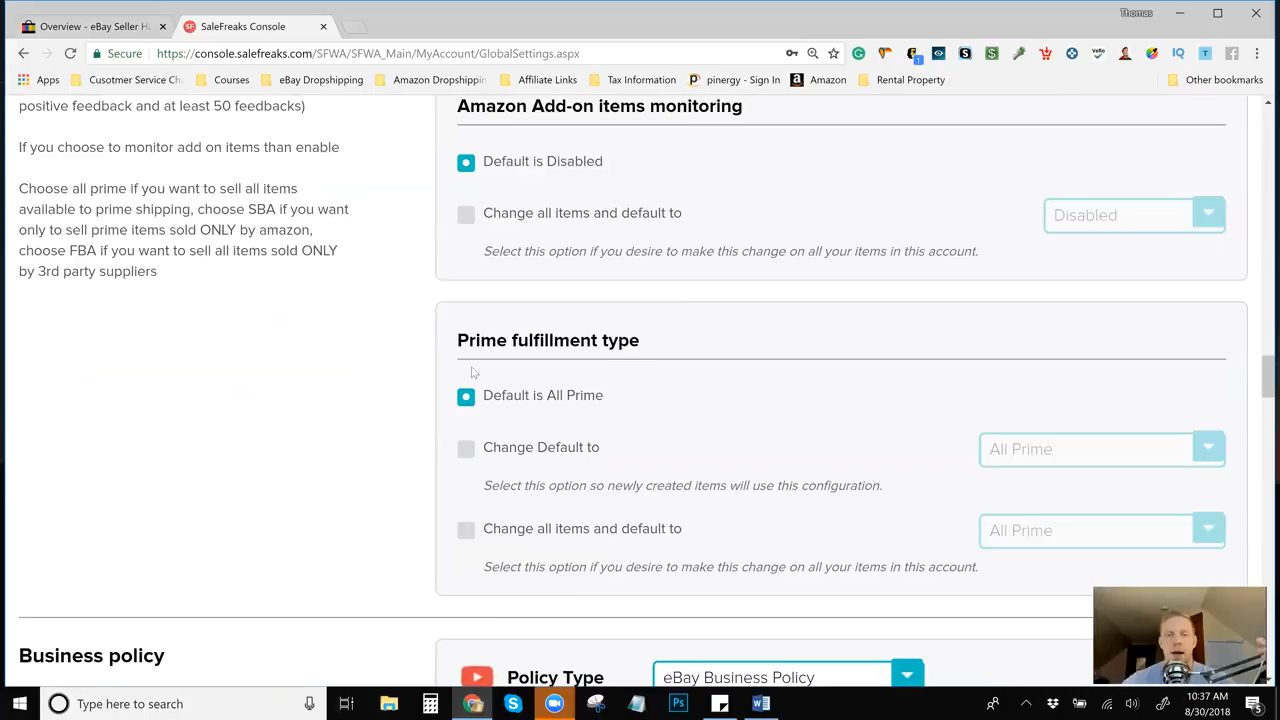 Overview - eBay Seller H
SaleFreaks Console
Thomas
Secure
https://console.salefreaks.com/SFWA/SFWA_Main/MyAccount/GlobalSettings.aspx
Apps
Cusotmer Service Ch
Courses
eBay Dropshipping
Amazon Dropshippin
Affiliate Links
Tax Information
pinergy - Sign In
Amazon
Rental Property
Other bookmarks
positive feedback and at least 50 feedbacks)
If you choose to monitor add on items than enable
Choose all prime if you want to sell all items
available to prime shipping, choose SBA if you want
only to sell prime items sold ONLY by amazon,
choose FBA if you want to sell all items sold ONLY
by 3rd party suppliers
Amazon Add-on items monitoring
Default is Disabled
Change all items and default to
Disabled
Select this option if you desire to make this change on all your items in this account.
Prime fulfillment type
Default is All Prime
Change Default to
All Prime
Select this option so newly created items will use this configuration.
Change all items and default to
All Prime
Select this option if you desire to make this change on all your items in this account.
Business policy
Policy Type
eBay Business Policy
Type here to search
10:37 AM
8/30/2018